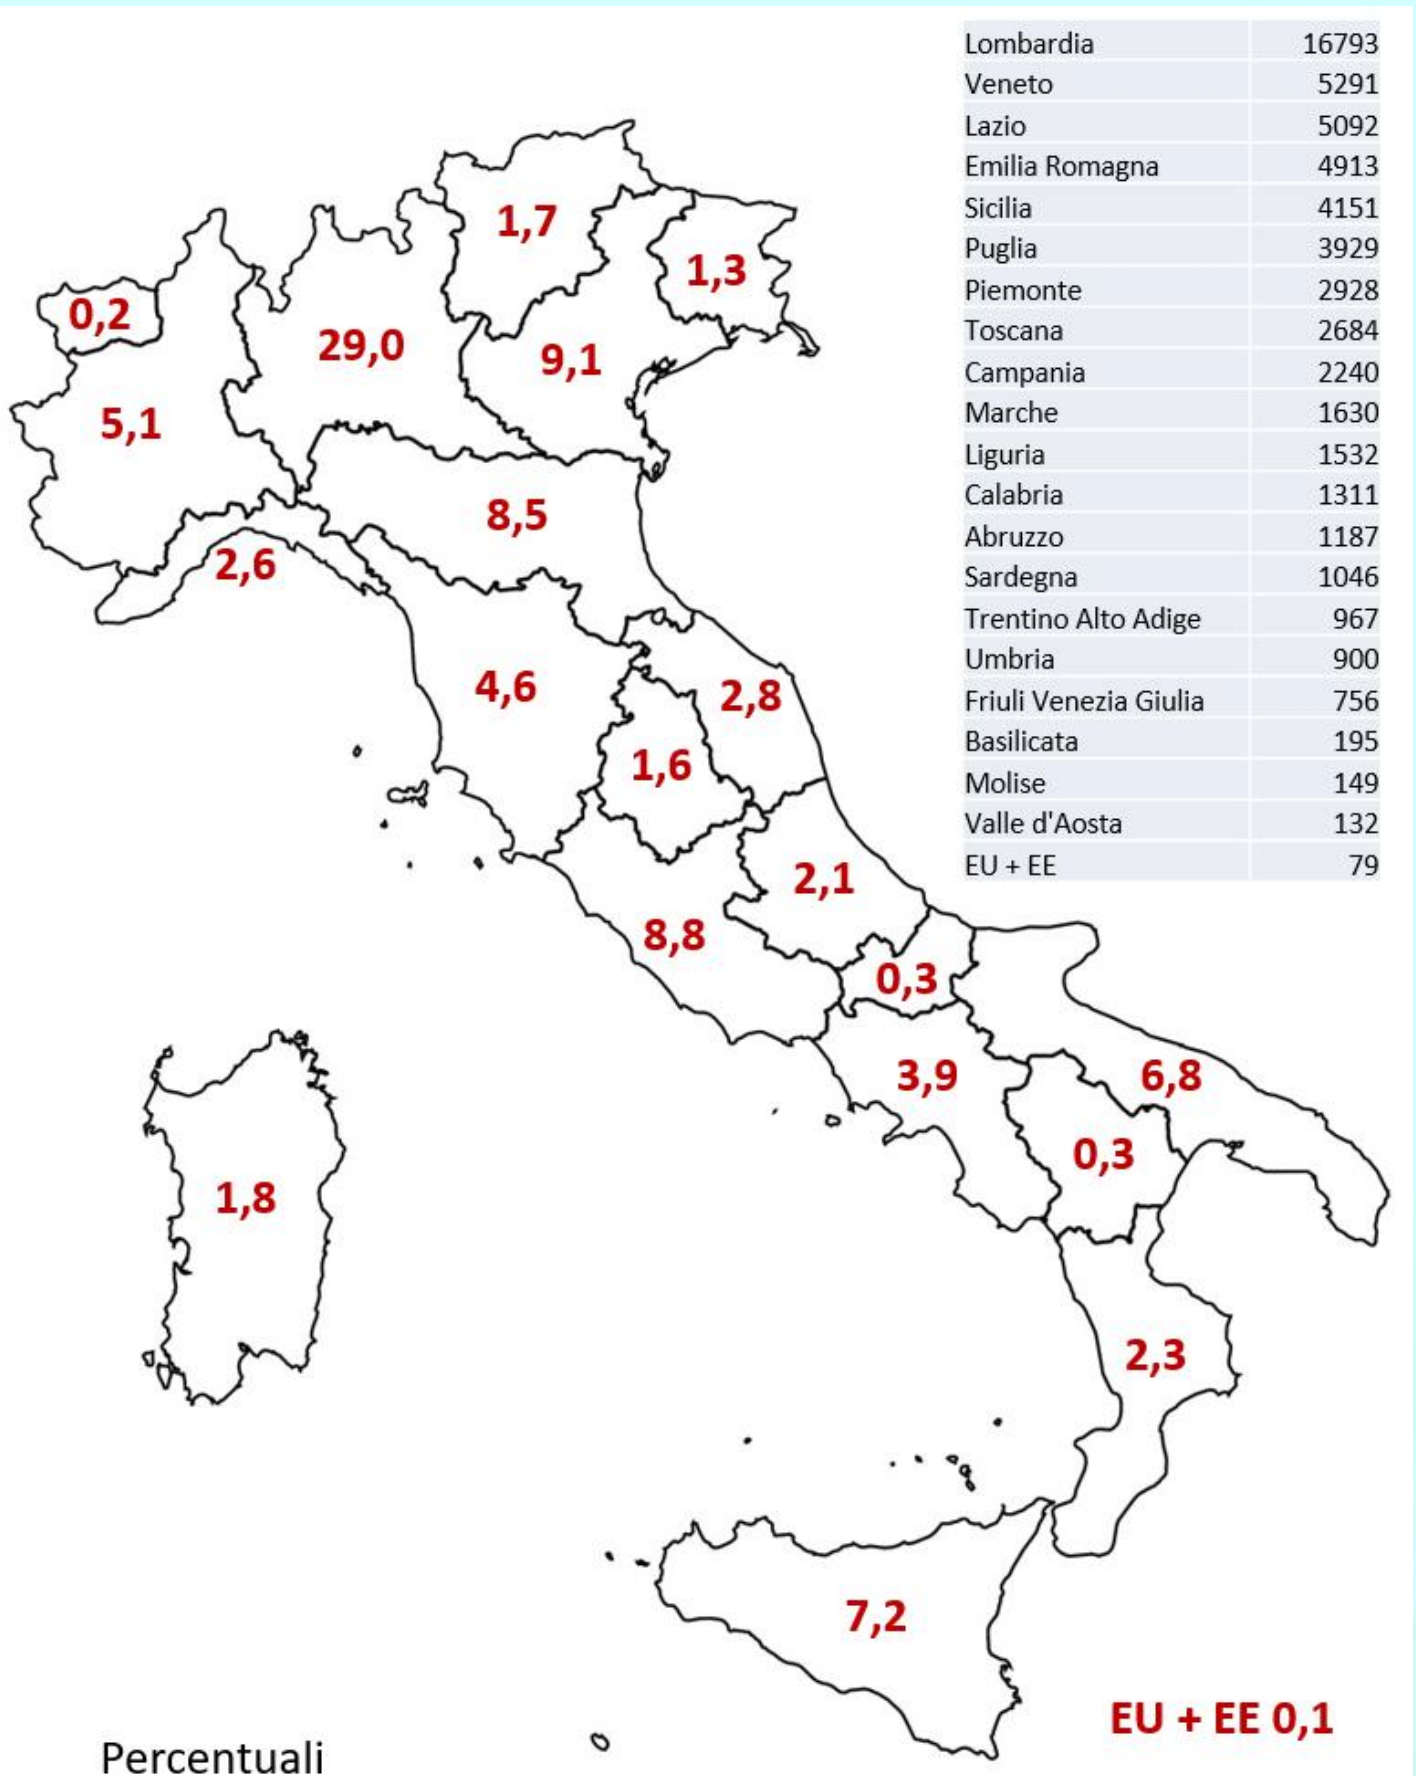 Lombardia 16793
Veneto 5291
Lazio 5092
Emilia Romagna 4913
Sicilia 4151
Puglia 3929
Piemonte 2928
Toscana 2684
Campania 2240
Marche 1630
Liguria 1532
Calabria 1311
Abruzzo 1187
Sardegna 1046
Trentino Alto Adige 967
Umbria 900
Friuli Venezia Giulia 756
Basilicata 195
Molise 149
Valle d'Aosta 132
EU + EE 79
1,7
1,3
0,2
29,0
9,1
5,1
8,5
2,6
4,6
2,8
1,6
2,1
8,8
0,3
3,9
6,8
0,3
1,8
2,3
7,2
EU + EE 0,1
Percentuali